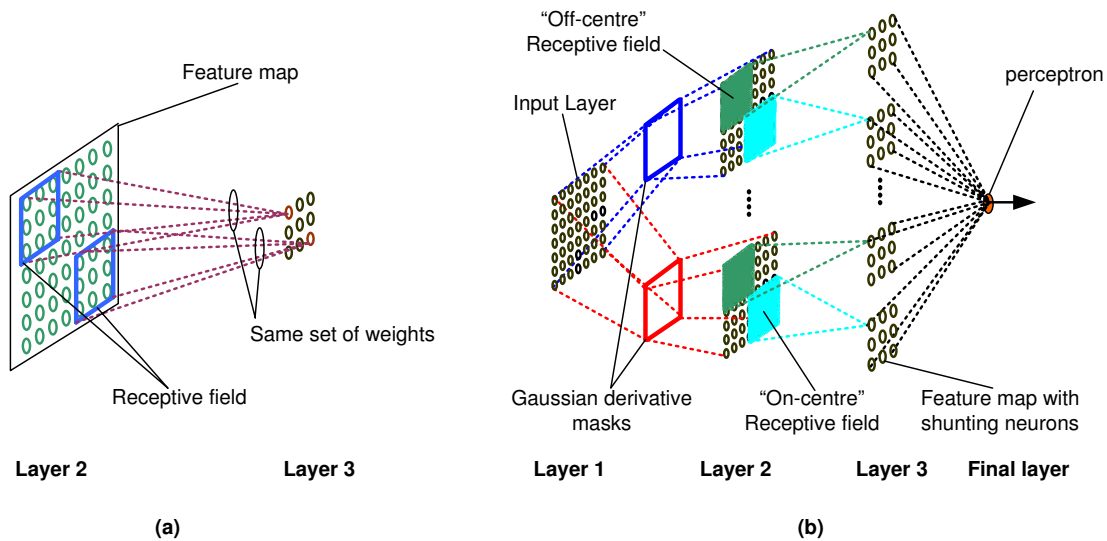 Feature map
Same set of weights
Receptive field
Layer 2
Layer 3
(a)
“Off-centre”
Receptive field
Input Layer
perceptron
Gaussian derivative
masks
“On-centre”
Receptive field
Feature map with
shunting neurons
Layer 1
Layer 2
Layer 3
Final layer
(b)